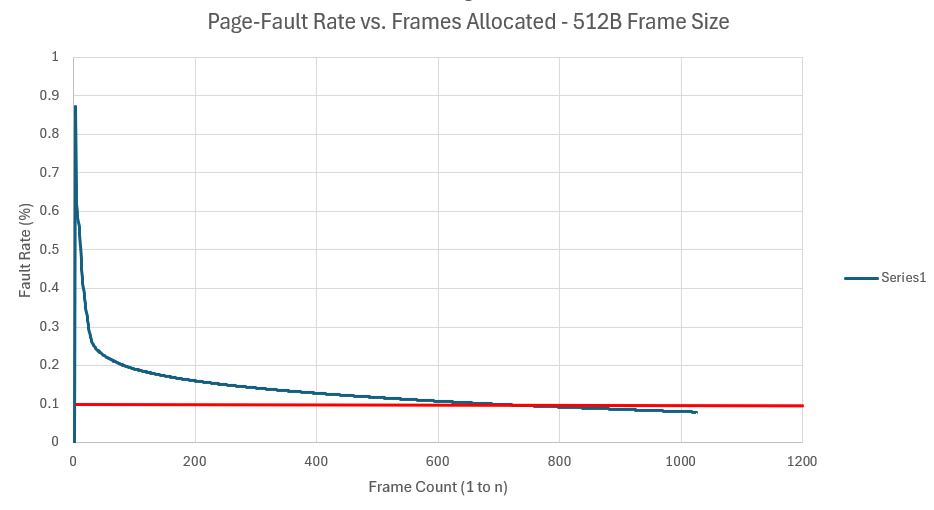 Page-Fault Rate vs. Frames Allocated - 512B Frame Size
1
0.9
0.8
0.7
0.6
0.5
0.4
0.3
0.2
0.1
0
Fault Rate (%)
0 200 400 600 800 1000 1200
Frame Count (1 to n)
Series1